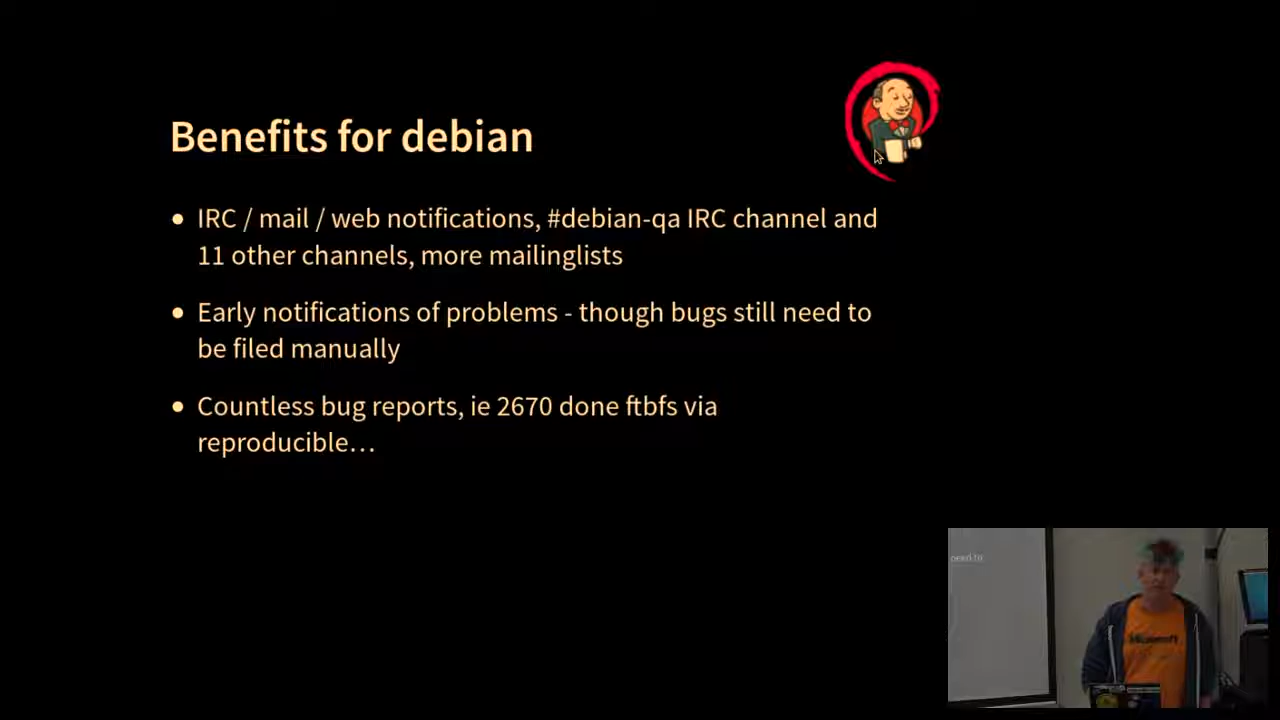 Benefits for debian
• IRC / mail / web notifications, #debian-qa IRC channel and
11 other channels, more mailinglists
• Early notifications of problems - though bugs still need to
be filed manually
• Countless bug reports, ie 2670 done ftbfs via
reproducible…
need to